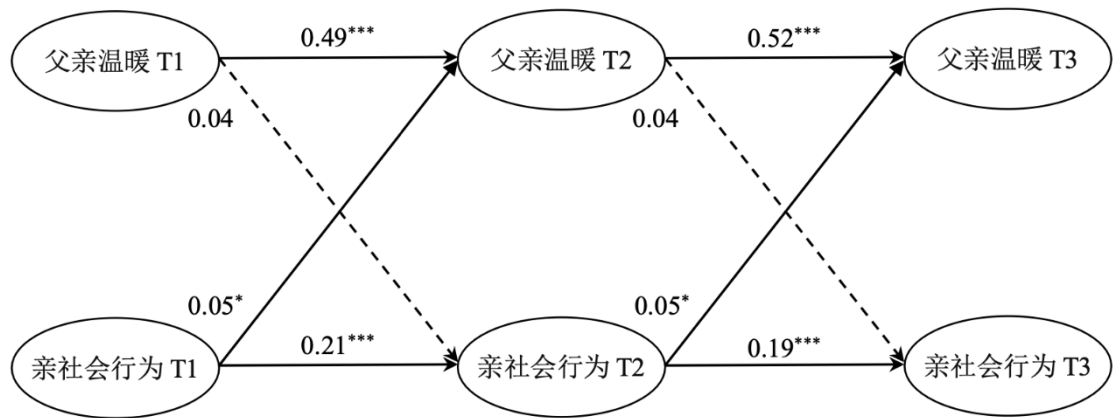 0.49***
0.52***
父亲温暖 T1
父亲温暖 T2
父亲温暖 T3
0.04
0.04
0.05*
0.05*
0.21***
0.19***
亲社会行为 T1
亲社会行为 T2
亲社会行为 T3